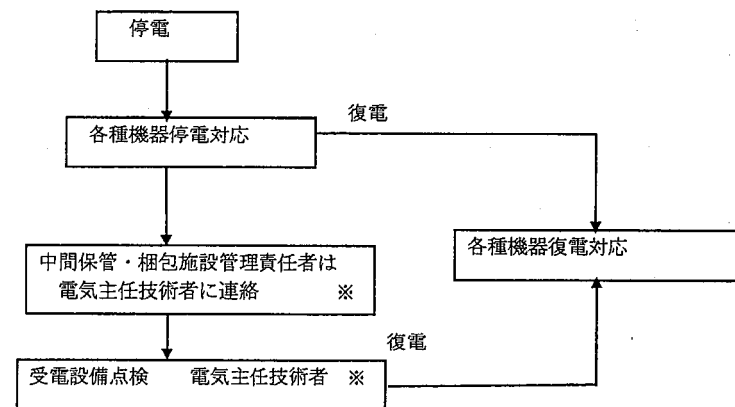 停電
各種機器停電対応
復電
各種機器復電対応
中間保管・梱包施設管理責任者は
電気主任技術者に連絡　　　※
復電
受電設備点検　　電気主任技術者　※